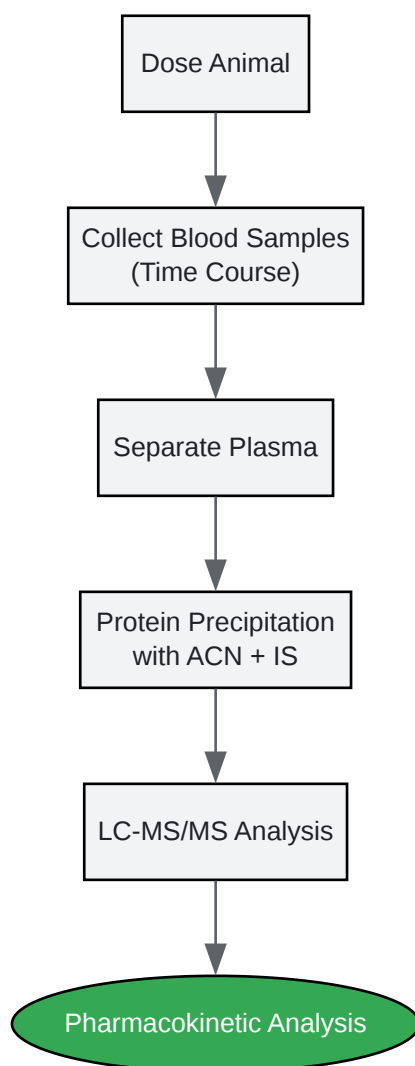 Dose Animal
Collect Blood Samples
(Time Course)
Separate Plasma
Protein Precipitation
with ACN + IS
LC-MS/MS Analysis
Pharmacokinetic Analysis